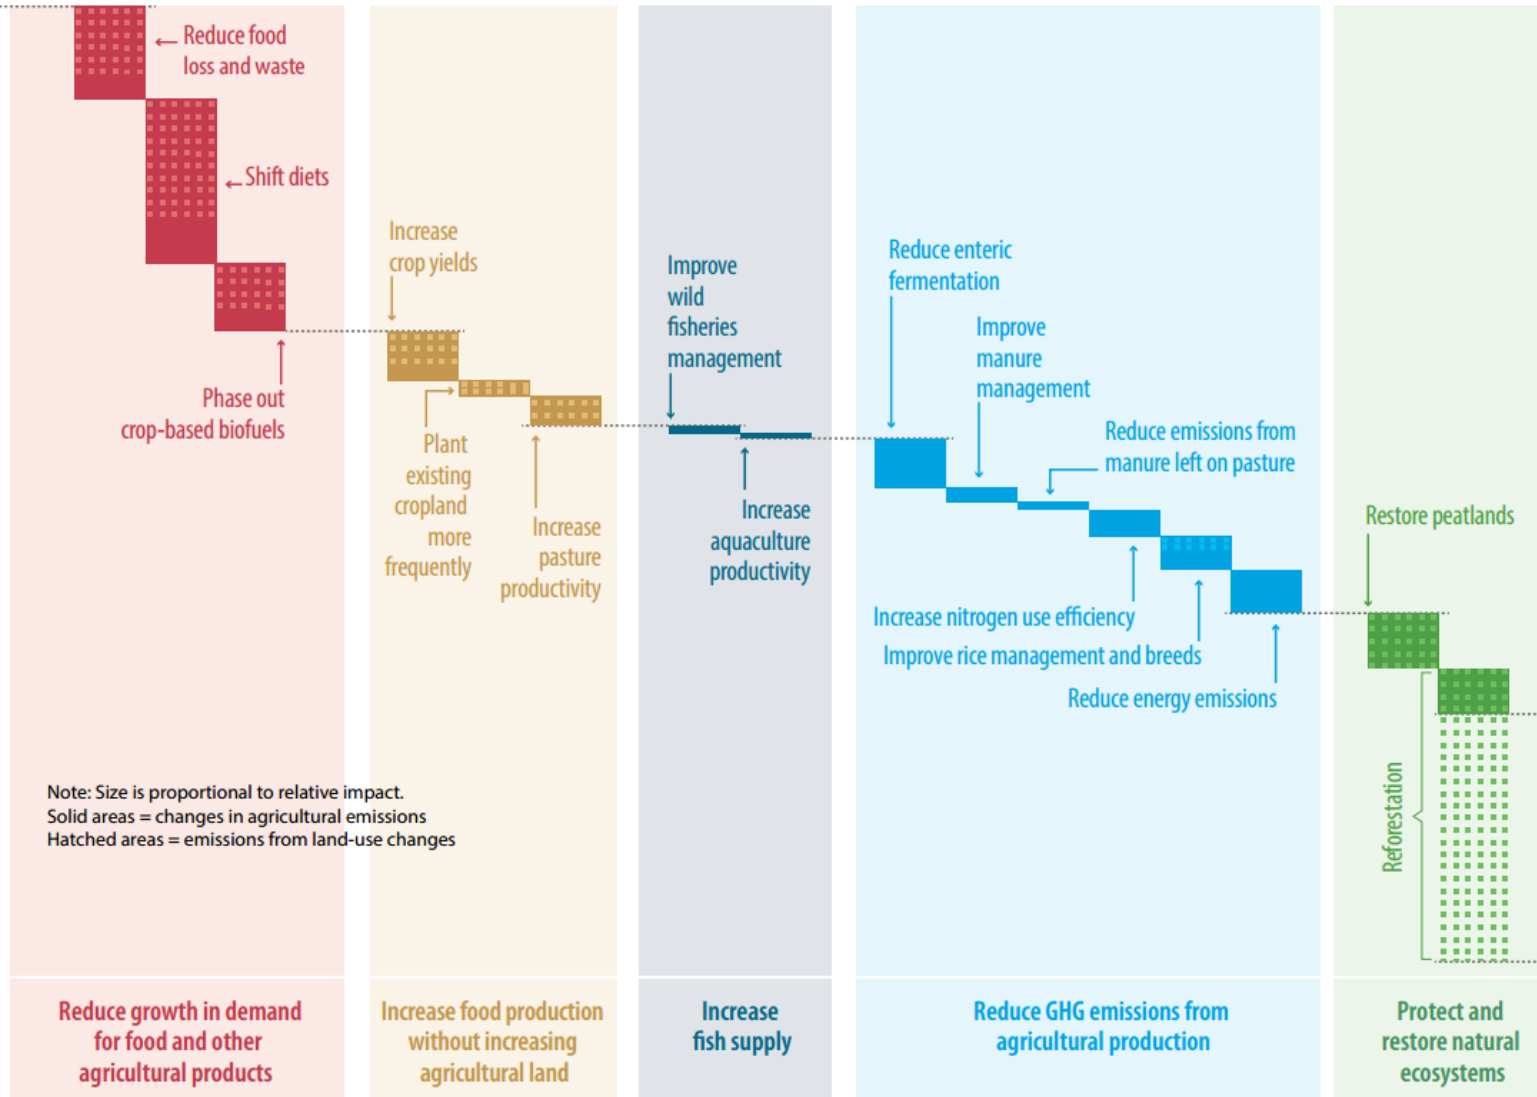 Reduce food
loss and waste
Shift diets
Phase out
crop-based biofuels
Increase
crop yields
Plant
existing
cropland
more
frequently
Increase
pasture
productivity
Improve
wild
fisheries
management
Increase
aquaculture
productivity
Reduce enteric
fermentation
Improve
manure
management
Reduce emissions from
manure left on pasture
Increase nitrogen use efficiency
Improve rice management and breeds
Reduce energy emissions
Restore peatlands
Reforestation
Note: Size is proportional to relative impact.
Solid areas = changes in agricultural emissions
Hatched areas = emissions from land-use changes
Reduce growth in demand
for food and other
agricultural products
Increase food production
without increasing
agricultural land
Increase
fish supply
Reduce GHG emissions from
agricultural production
Protect and
restore natural
ecosystems